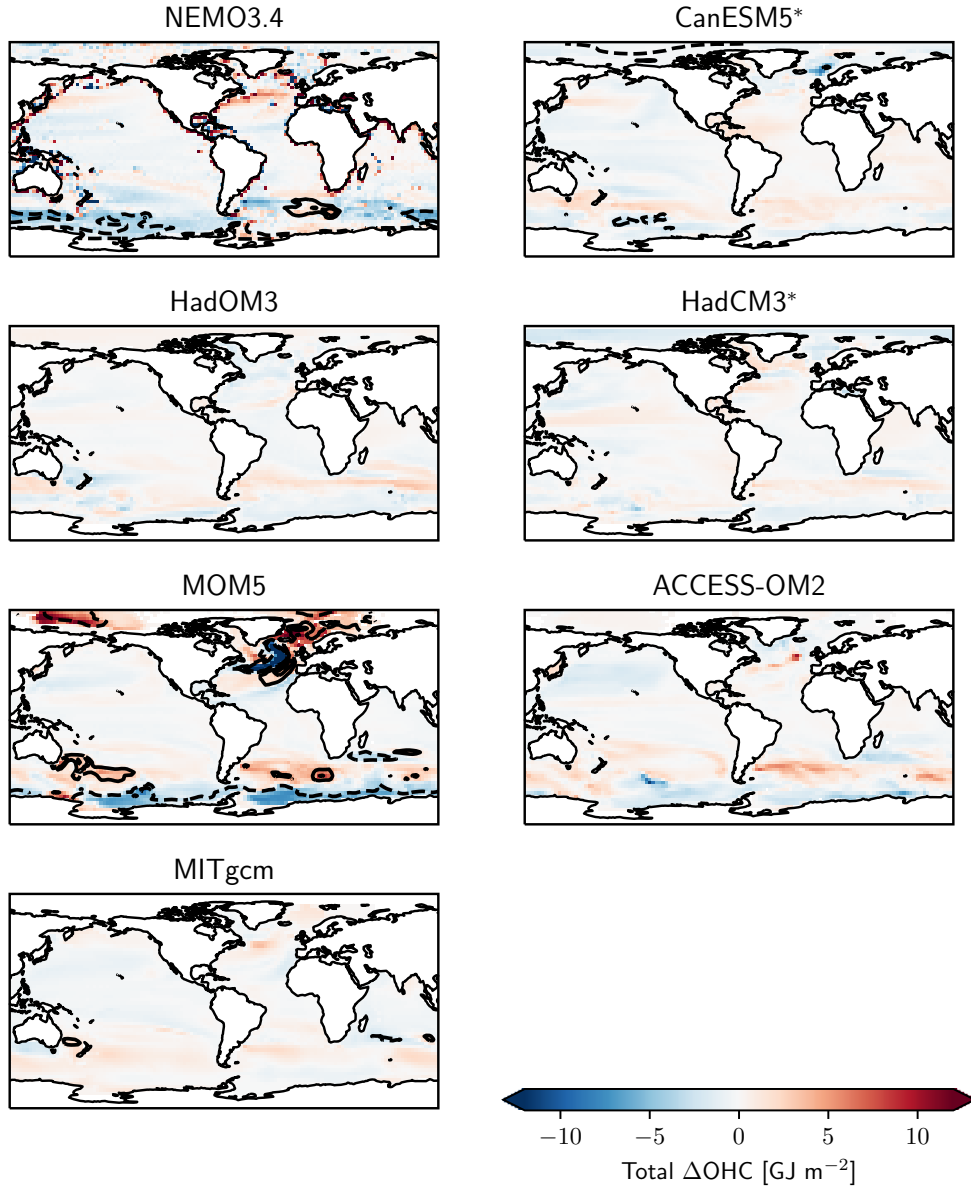 NEMO3.4
CanESM5*
HadOM3
HadCM3*
MOM5
ACCESS-OM2
MITgcm
−10 −5 0 5 10
Total ΔOHC [GJ m⁻²]